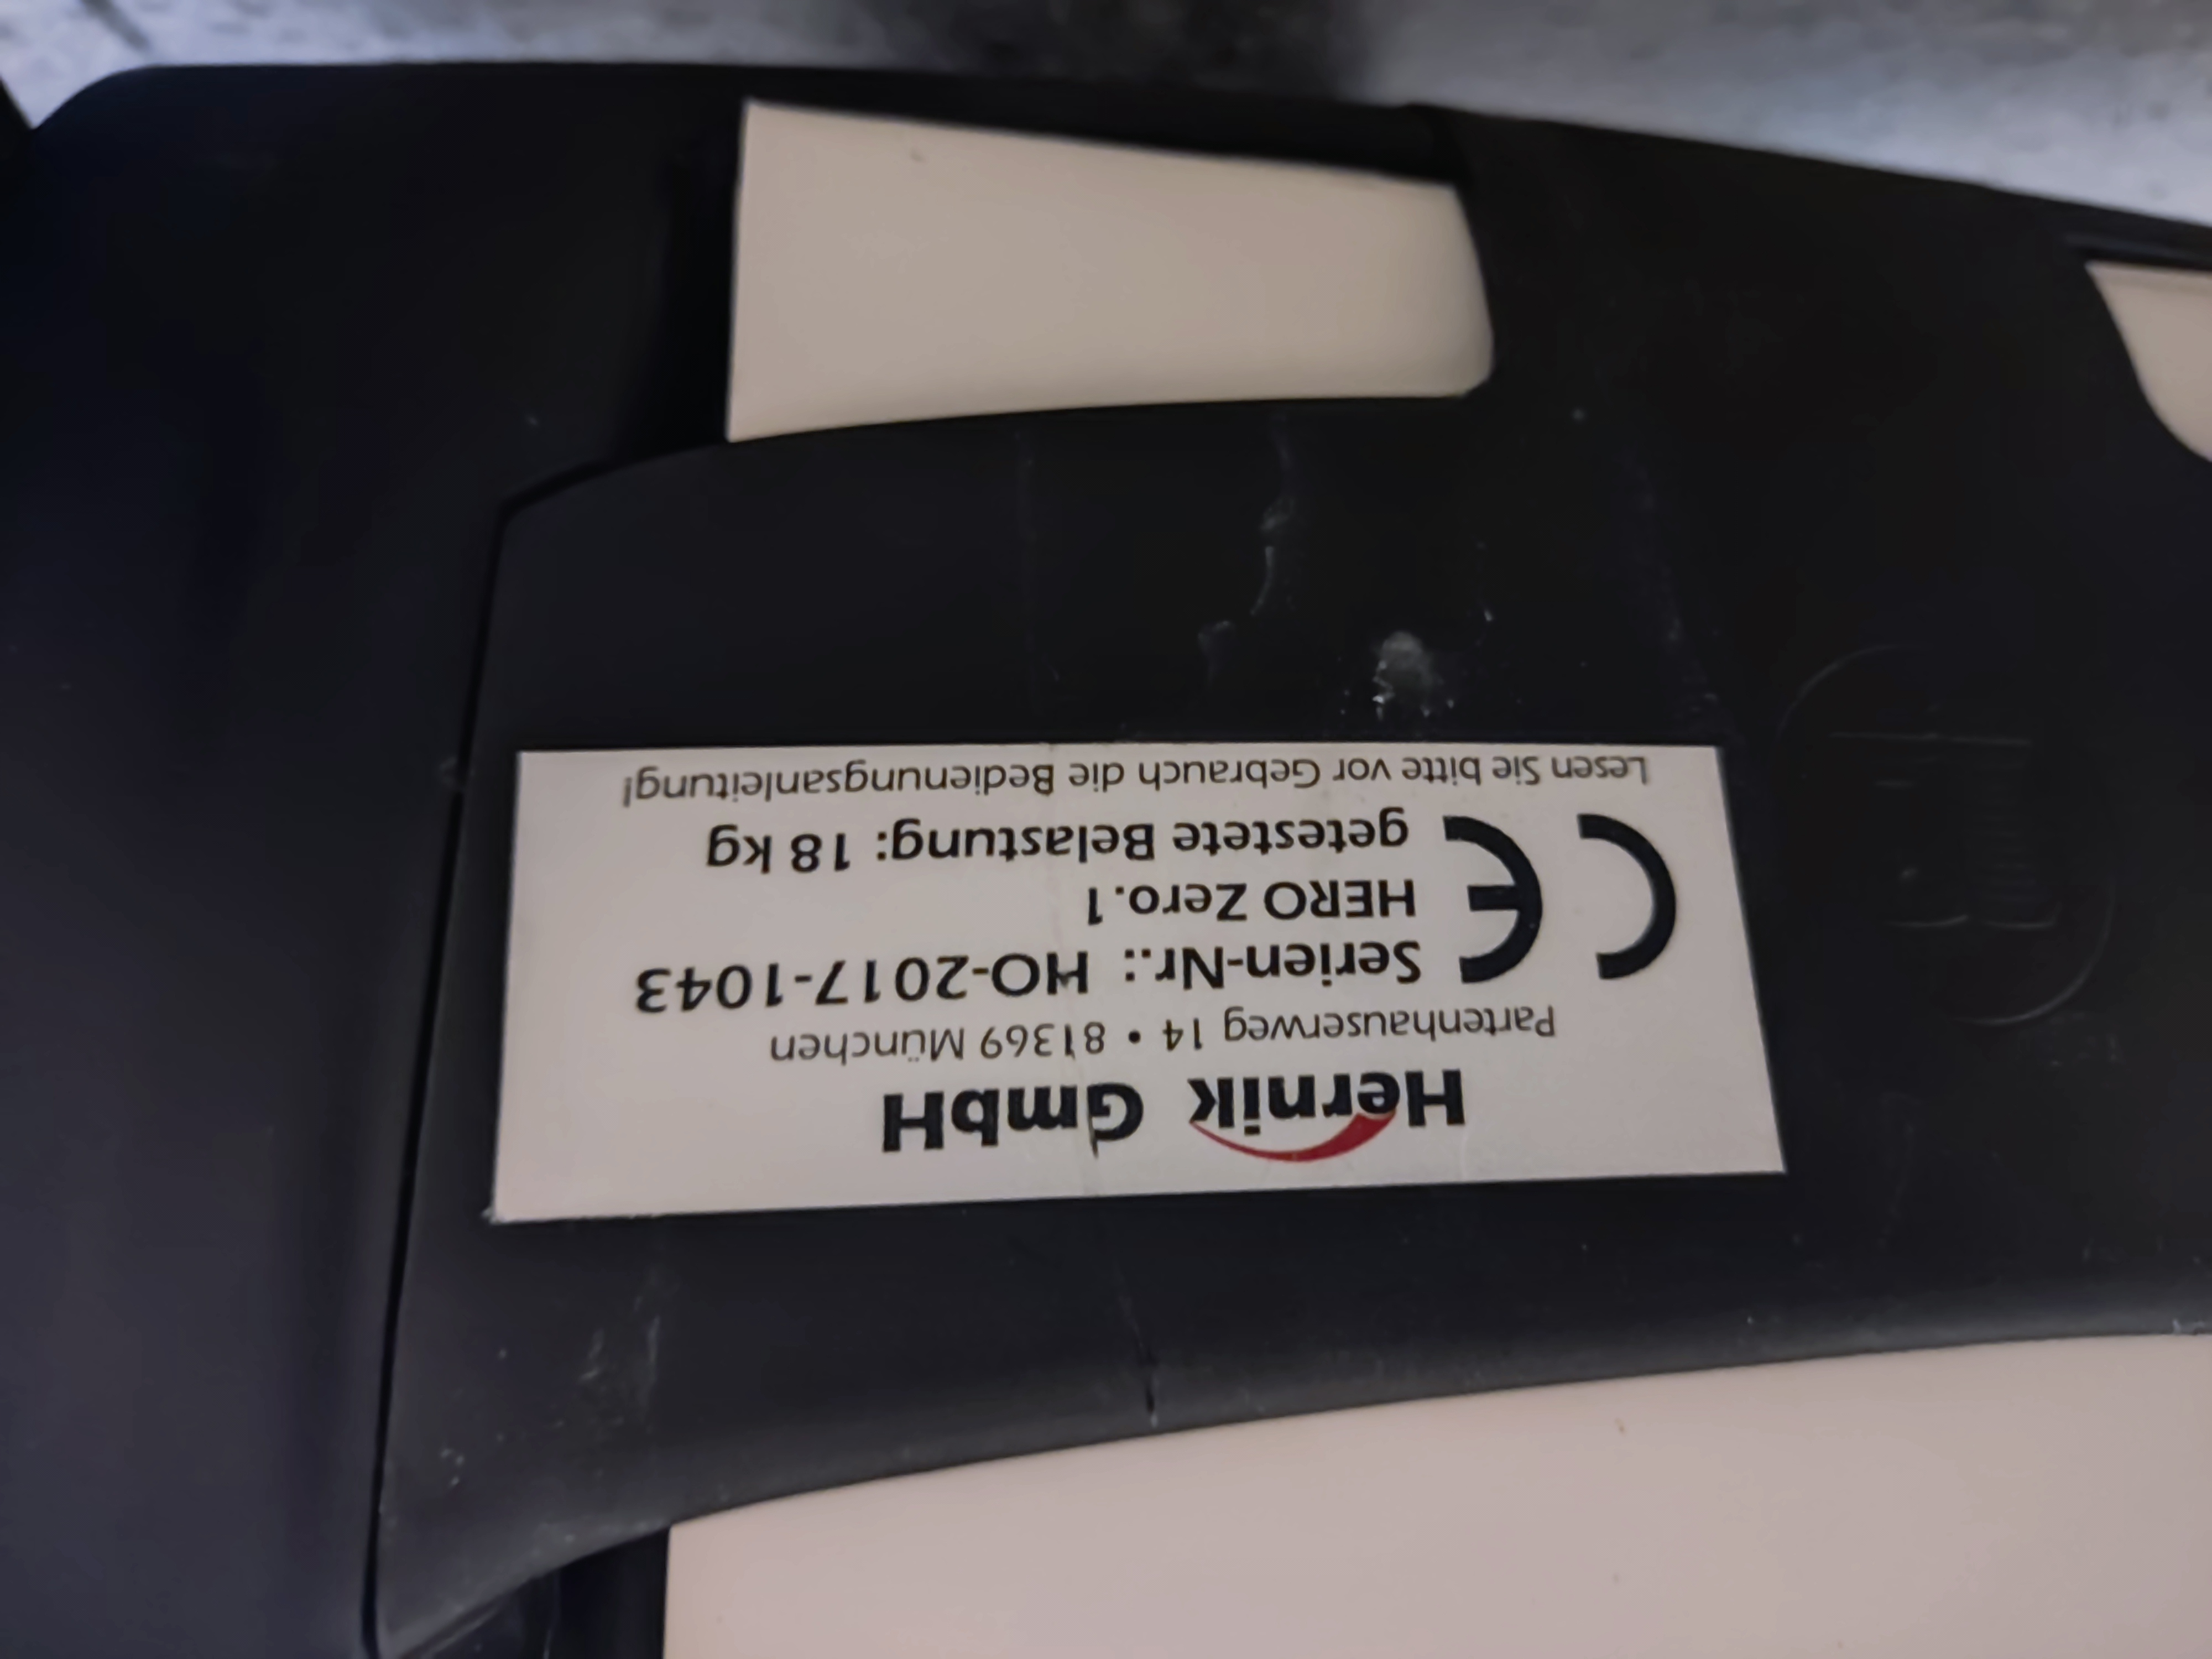 Hernik GmbH
Partenhauserweg 14 • 81369 München
Serien-Nr.: HO-2017-1043
HERO Zero.1
getestete Belastung: 18 kg
CE
Lesen Sie bitte vor Gebrauch die Bedienungsanleitung!